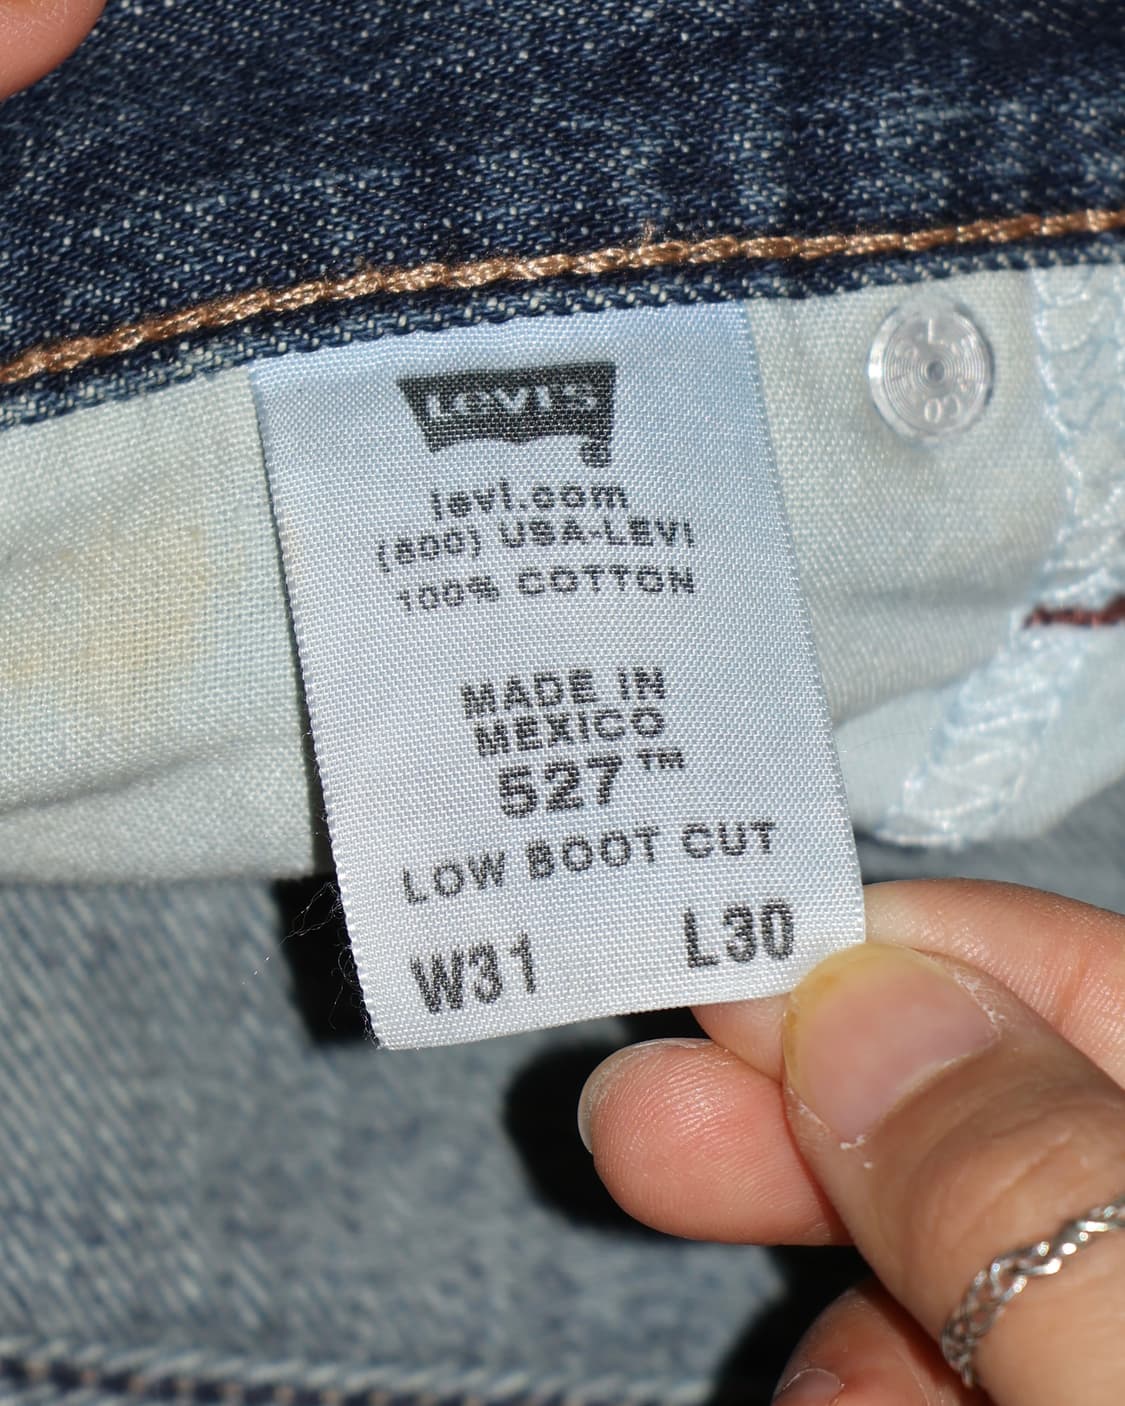 Levi's
levi.com
(800) USA-LEVI
100% COTTON
MADE IN
MEXICO
527™
LOW BOOT CUT
W31 L30